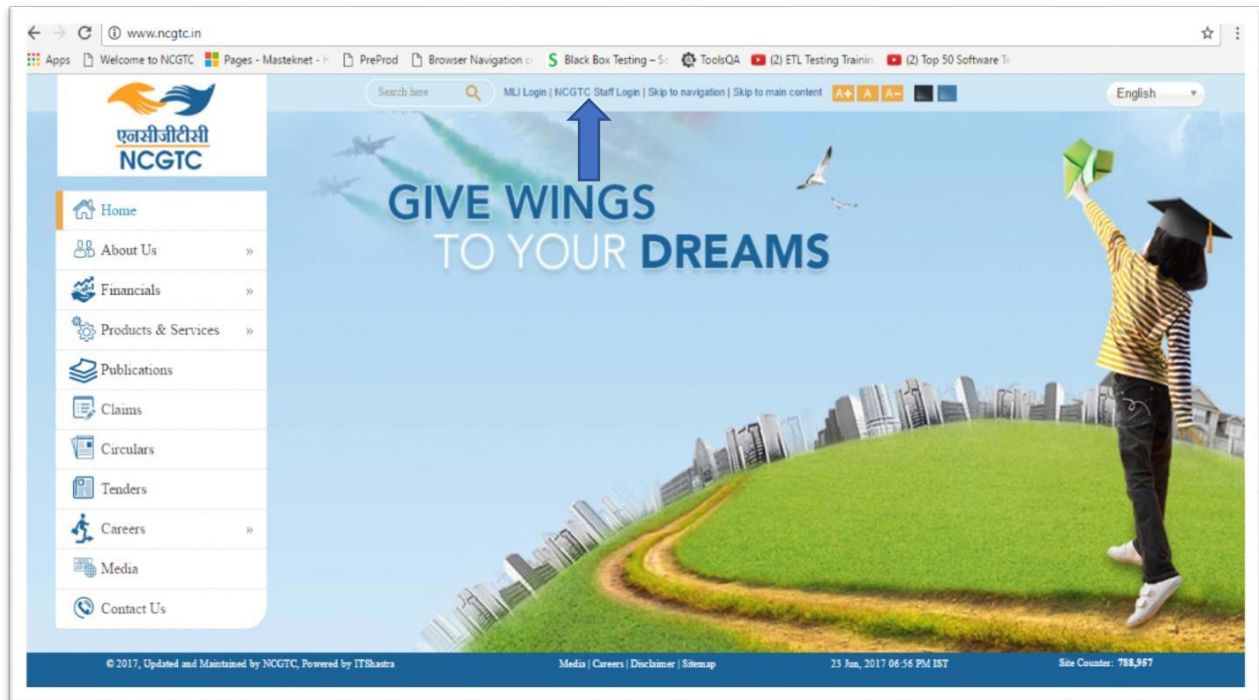 www.ncgtc.in
Apps Welcome to NCGTC Pages - Masteknet - H PreProd Browser Navigation c Black Box Testing – Sc ToolsQA (2) ETL Testing Trainin (2) Top 50 Software Te
Search here MLI Login | NCGTC Staff Login | Skip to navigation | Skip to main content A+ A A- English
एनसीजीटीसी
NCGTC
GIVE WINGS
TO YOUR DREAMS
Home
About Us »
Financials »
Products & Services »
Publications
Claims
Circulars
Tenders
Careers »
Media
Contact Us
© 2017, Updated and Maintained by NCGTC, Powered by ITShastra Media | Careers | Disclaimer | Sitemap 23 Jun, 2017 06:56 PM IST Site Counter: 788,957